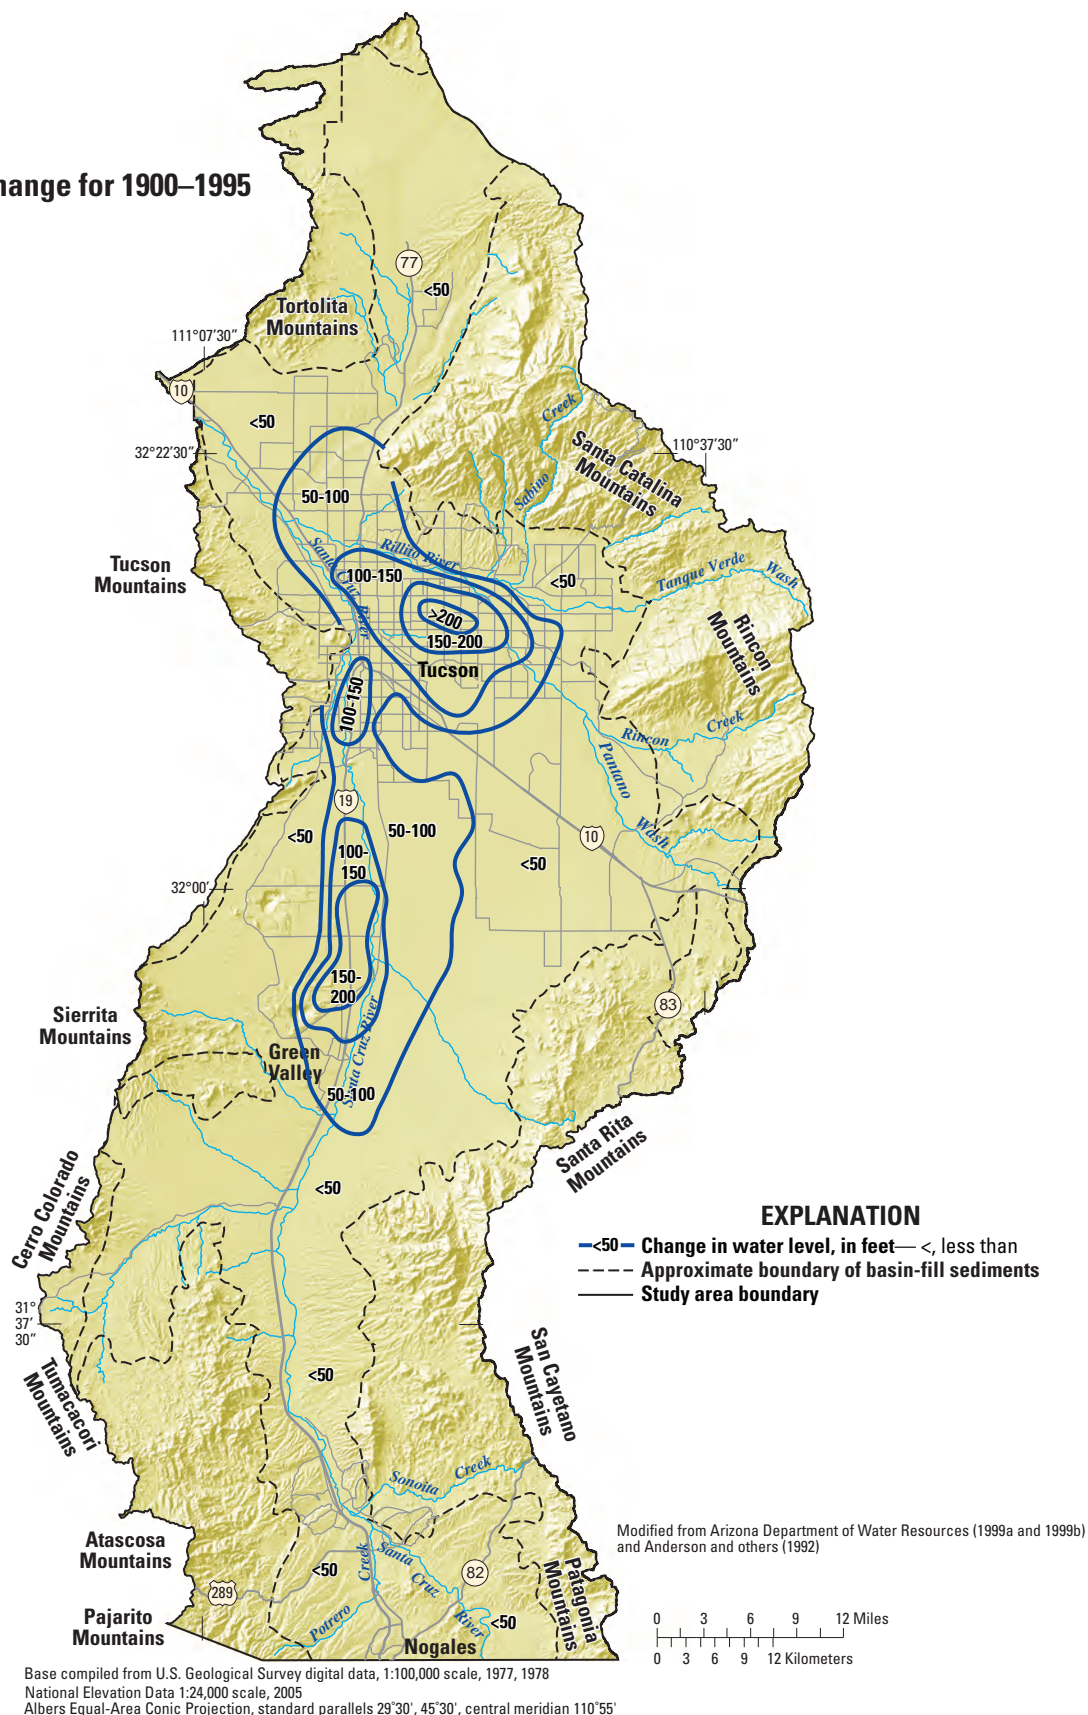 hange for 1900–1995
77
<50
Tortolita
Mountains
111°07'30"
10
<50
32°22'30"
Creek
Sabino
Santa Catalina
Mountains
110°37'30"
50-100
Santa Cruz River
Rillito River
Tucson
Mountains
100-150
<50
Tanque Verde Wash
>200
150-200
Tucson
Rincon
Mountains
100-150
Rincon Creek
Pantano Wash
19
<50
50-100
10
100-
150
<50
32°00'
150-
200
83
Sierrita
Mountains
Santa Cruz River
Green
Valley
50-100
Santa Rita
Mountains
Cerro Colorado
Mountains
<50
EXPLANATION
<50 Change in water level, in feet— <, less than
Approximate boundary of basin-fill sediments
Study area boundary
31°
37'
30"
San Cayetano
Mountains
Tumacacori
Mountains
<50
Sonoita Creek
Modified from Arizona Department of Water Resources (1999a and 1999b)
and Anderson and others (1992)
Atascosa
Mountains
Santa Cruz River
Potrero Creek
<50
82
289
Patagonia
Mountains
Pajarito
Mountains
<50
Nogales
0 3 6 9 12 Miles
0 3 6 9 12 Kilometers
Base compiled from U.S. Geological Survey digital data, 1:100,000 scale, 1977, 1978
National Elevation Data 1:24,000 scale, 2005
Albers Equal-Area Conic Projection, standard parallels 29°30', 45°30', central meridian 110°55'